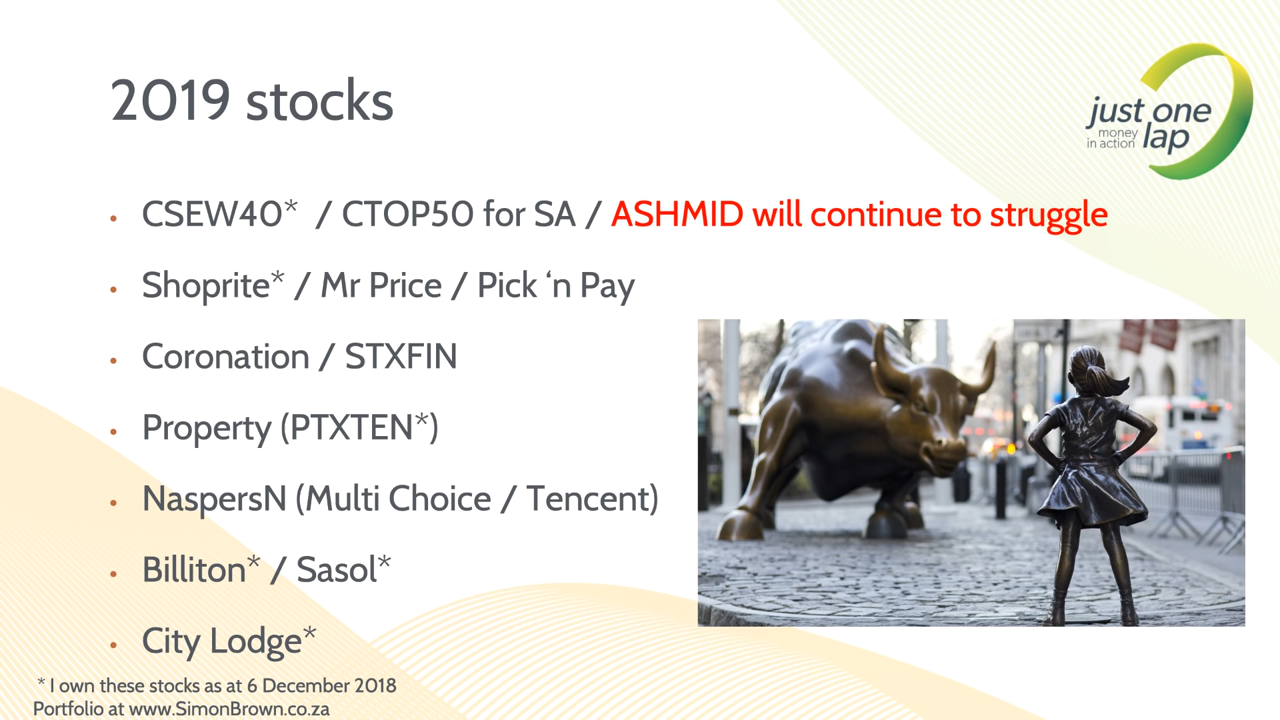 2019 stocks
just one
money
in action lap
• CSEW40* / CTOP50 for SA / ASHMID will continue to struggle
• Shoprite* / Mr Price / Pick ‘n Pay
• Coronation / STXFIN
• Property (PTXTEN*)
• NaspersN (Multi Choice / Tencent)
• Billiton* / Sasol*
• City Lodge*
* I own these stocks as at 6 December 2018
Portfolio at www.SimonBrown.co.za